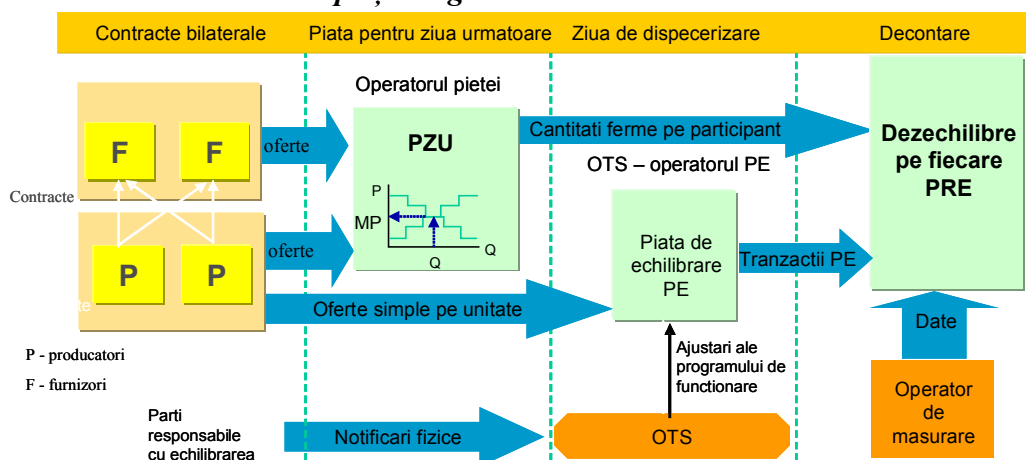 Contracte bilaterale
Piata pentru ziua urmatoare
Ziua de dispecerizare
Decontare
Operatorul pietei
F
F
oferte
PZU
P
MP
Q
Q
Cantitati ferme pe participant
Dezechilibre
pe fiecare
PRE
OTS – operatorul PE
Contracte
P
P
oferte
Piata de
echilibrare
PE
Tranzactii PE
Oferte simple pe unitate
te
Date
P - producatori
F - furnizori
Ajustari ale
programului de
functionare
Operator
de
masurare
Parti
responsabile
cu echilibrarea
Notificari fizice
OTS